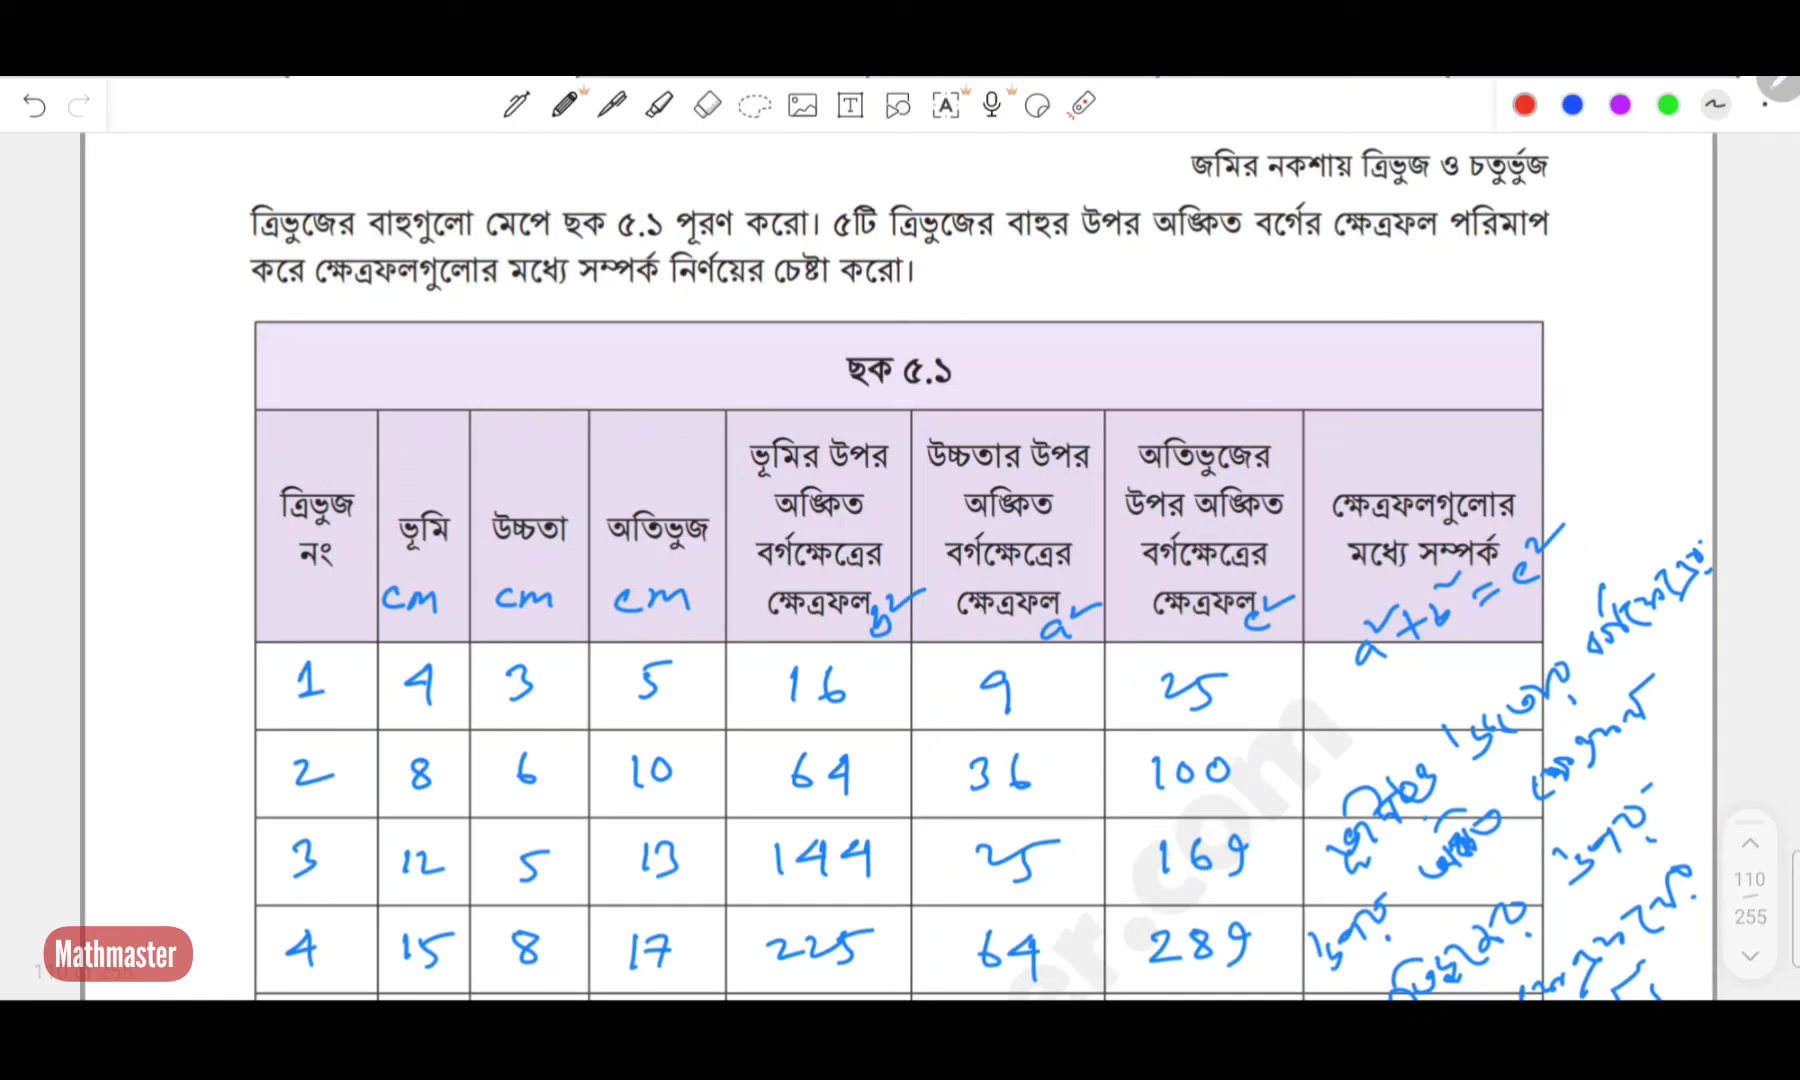 জমির নকশায় ত্রিভুজ ও চতুর্ভুজ
ত্রিভুজের বাহুগুলো মেপে ছক ৫.১ পূরণ করো। ৫টি ত্রিভুজের বাহুর উপর অঙ্কিত বর্গের ক্ষেত্রফল পরিমাপ
করে ক্ষেত্রফলগুলোর মধ্যে সম্পর্ক নির্ণয়ের চেষ্টা করো।
ছক ৫.১
ত্রিভুজ
নং
ভূমি
cm
উচ্চতা
cm
অতিভুজ
cm
ভূমির উপর
অঙ্কিত
বর্গক্ষেত্রের
ক্ষেত্রফল b²
উচ্চতার উপর
অঙ্কিত
বর্গক্ষেত্রের
ক্ষেত্রফল a²
অতিভুজের
উপর অঙ্কিত
বর্গক্ষেত্রের
ক্ষেত্রফল c²
ক্ষেত্রফলগুলোর
মধ্যে সম্পর্ক
a²+b² = c²
1 4 3 5 16 9 25
2 8 6 10 64 36 100
3 12 5 13 144 25 169
4 15 8 17 225 64 289
অঙ্কিত
উপর
Mathmaster
110
255
er.com